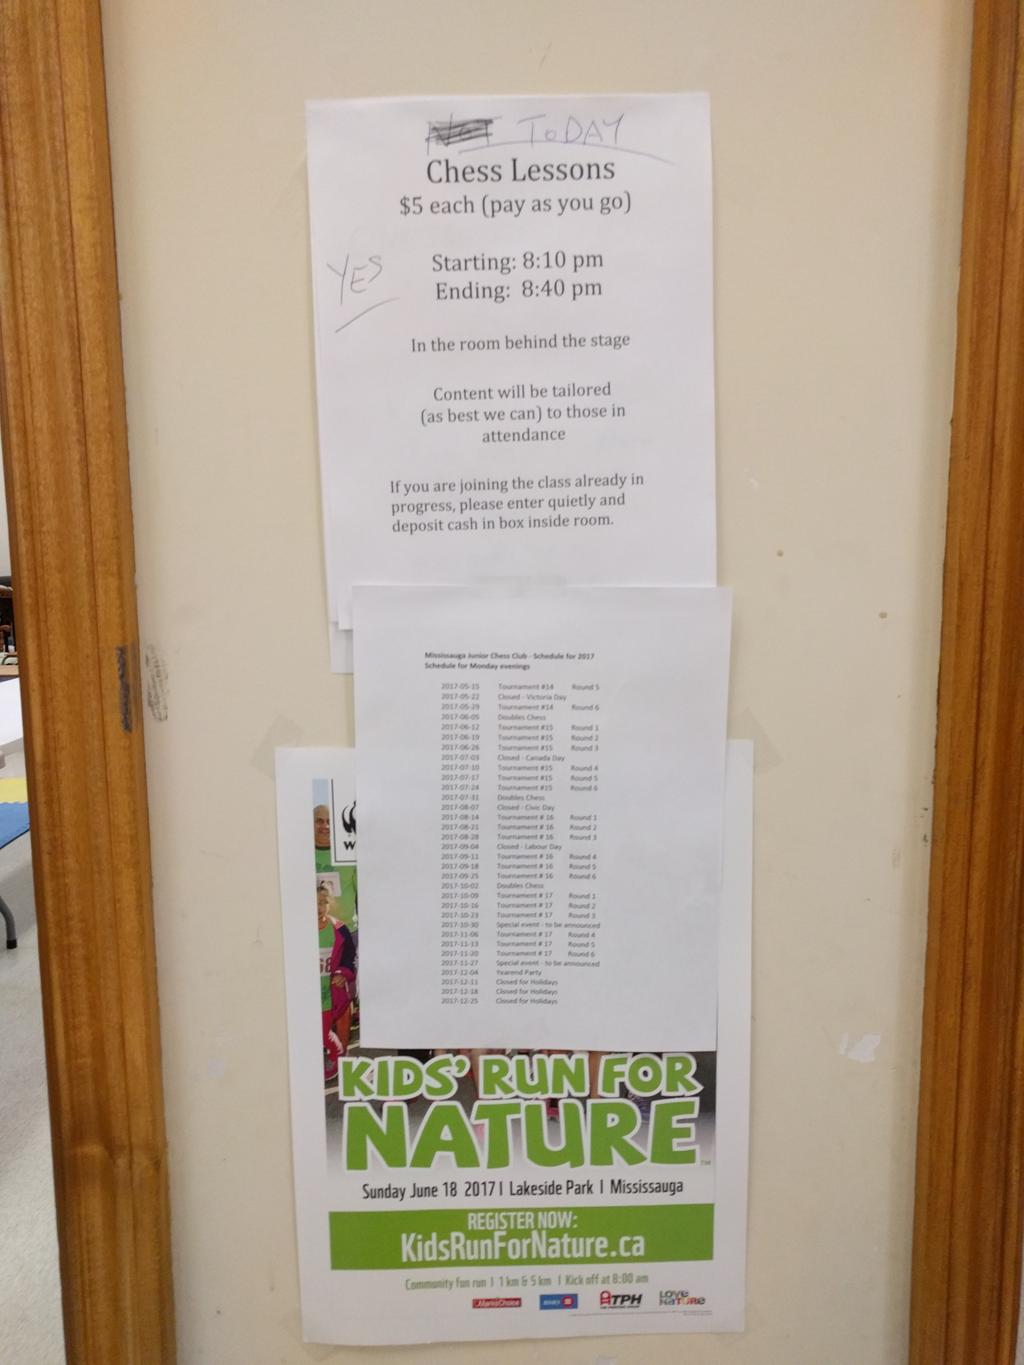 TODAY
Chess Lessons
$5 each (pay as you go)
YES
Starting: 8:10 pm
Ending: 8:40 pm
In the room behind the stage
Content will be tailored
(as best we can) to those in
attendance
If you are joining the class already in
progress, please enter quietly and
deposit cash in box inside room.
Mississauga Junior Chess Club - Schedule for 2017
Schedule for Monday evenings
2017-05-15 Tournament #14 Round 5
2017-05-22 Closed - Victoria Day
2017-05-29 Tournament #14 Round 6
2017-06-05 Doubles Chess
2017-06-12 Tournament #15 Round 1
2017-06-19 Tournament #15 Round 2
2017-06-26 Tournament #15 Round 3
2017-07-03 Closed - Canada Day
2017-07-10 Tournament #15 Round 4
2017-07-17 Tournament #15 Round 5
2017-07-24 Tournament #15 Round 6
2017-07-31 Doubles Chess
2017-08-07 Closed - Civic Day
2017-08-14 Tournament # 16 Round 1
2017-08-21 Tournament # 16 Round 2
2017-08-28 Tournament # 16 Round 3
2017-09-04 Closed - Labour Day
2017-09-11 Tournament # 16 Round 4
2017-09-18 Tournament # 16 Round 5
2017-09-25 Tournament # 16 Round 6
2017-10-02 Doubles Chess
2017-10-09 Tournament # 17 Round 1
2017-10-16 Tournament # 17 Round 2
2017-10-23 Tournament # 17 Round 3
2017-10-30 Special event - to be announced
2017-11-06 Tournament # 17 Round 4
2017-11-13 Tournament # 17 Round 5
2017-11-20 Tournament # 17 Round 6
2017-11-27 Special event - to be announced
2017-12-04 Yearend Party
2017-12-11 Closed for Holidays
2017-12-18 Closed for Holidays
2017-12-25 Closed for Holidays
KIDS' RUN FOR
NATURE™
Sunday June 18 2017 | Lakeside Park | Mississauga
REGISTER NOW:
KidsRunForNature.ca
Community fun run | 1 km & 5 km | Kick off at 8:00 am
TPH
LOVE
NATURE